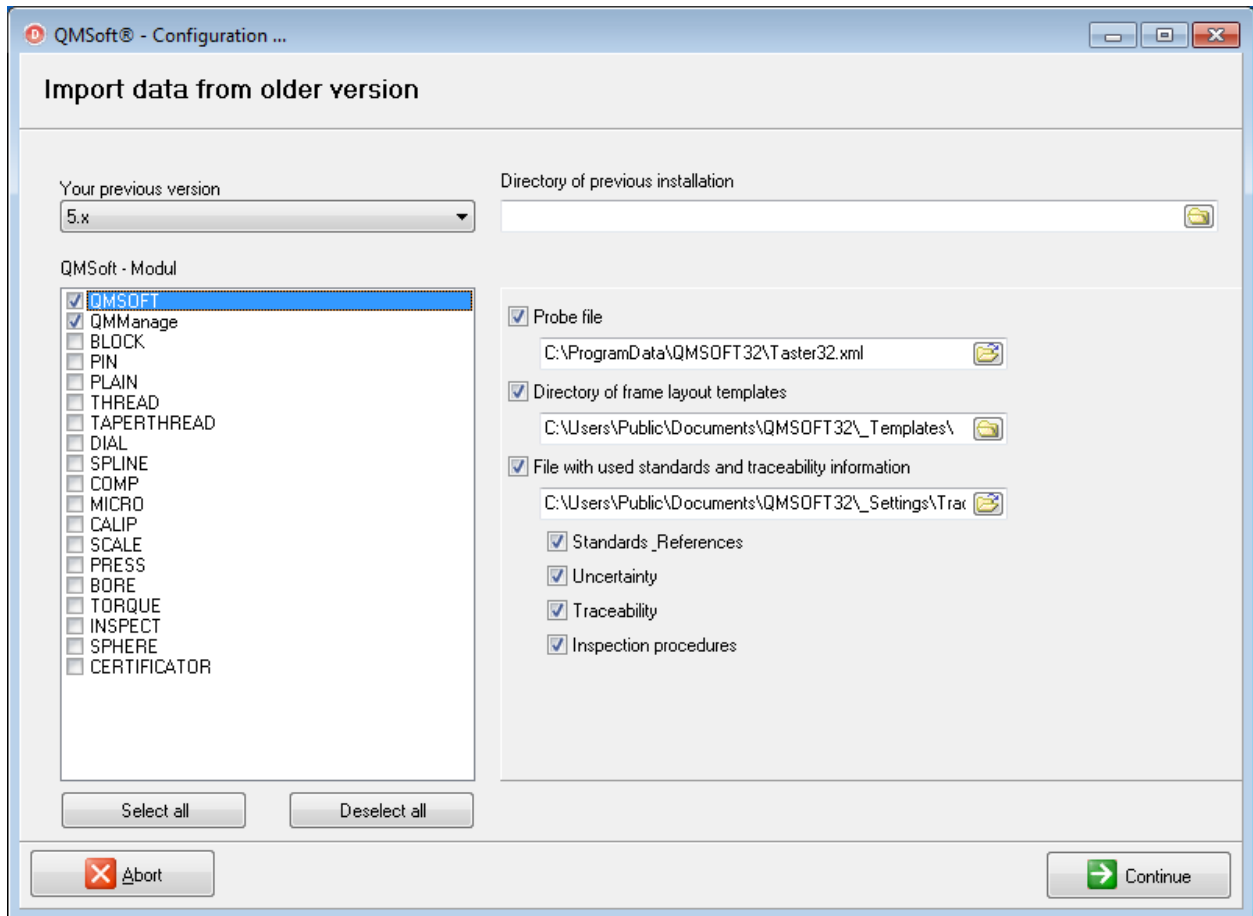 QMSoft® - Configuration ...
Import data from older version
Your previous version
5.x
Directory of previous installation
QMSoft - Modul
QMSOFT
QMManage
BLOCK
PIN
PLAIN
THREAD
TAPERTHREAD
DIAL
SPLINE
COMP
MICRO
CALIP
SCALE
PRESS
BORE
TORQUE
INSPECT
SPHERE
CERTIFICATOR
Probe file
C:\ProgramData\QMSOFT32\Taster32.xml
Directory of frame layout templates
C:\Users\Public\Documents\QMSOFT32\_Templates\
File with used standards and traceability information
C:\Users\Public\Documents\QMSOFT32\_Settings\Trac
Standards_References
Uncertainty
Traceability
Inspection procedures
Select all
Deselect all
Abort
Continue